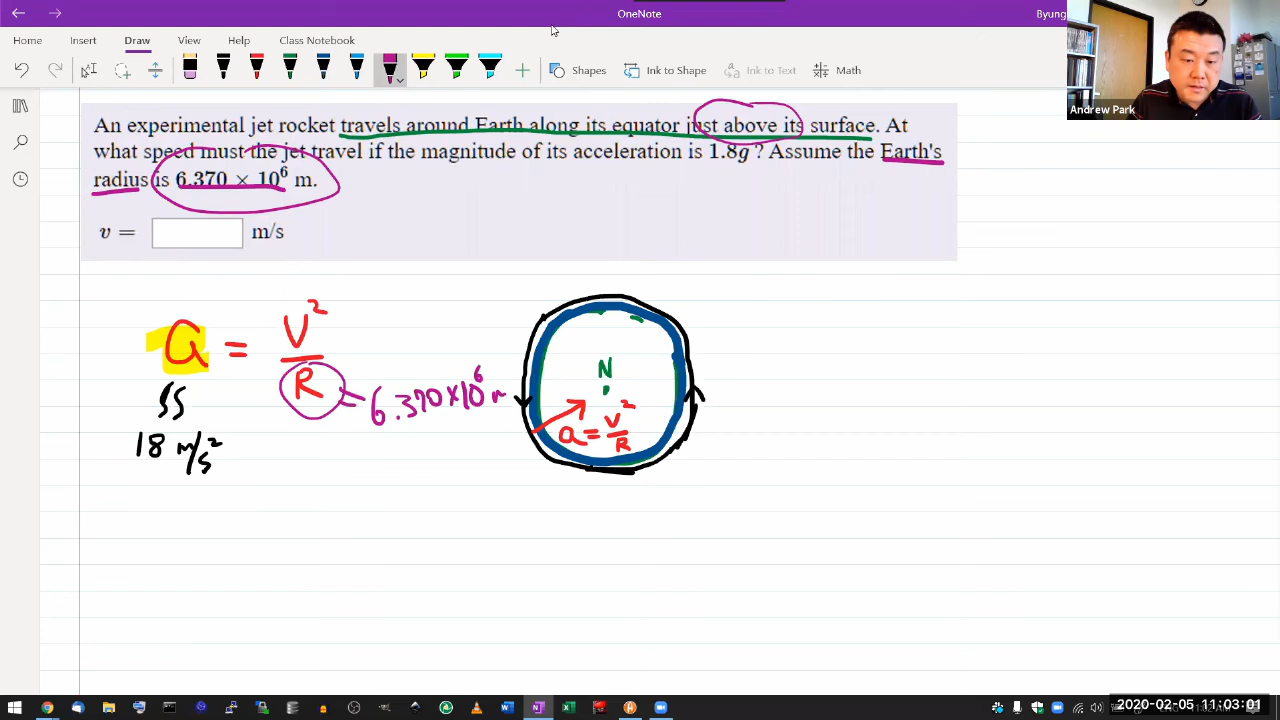 OneNote
Byung
Home Insert Draw View Help Class Notebook
Shapes Ink to Shape Ink to Text Math
Andrew Park
An experimental jet rocket travels around Earth along its equator just above its surface. At
what speed must the jet travel if the magnitude of its acceleration is 1.8g ? Assume the Earth's
radius is 6.370 × 10⁶ m.
v = m/s
a = V²/R
R = 6.370×10⁶ m
18 m/s²
N
a = V²/R
2020-02-05 11:03:01